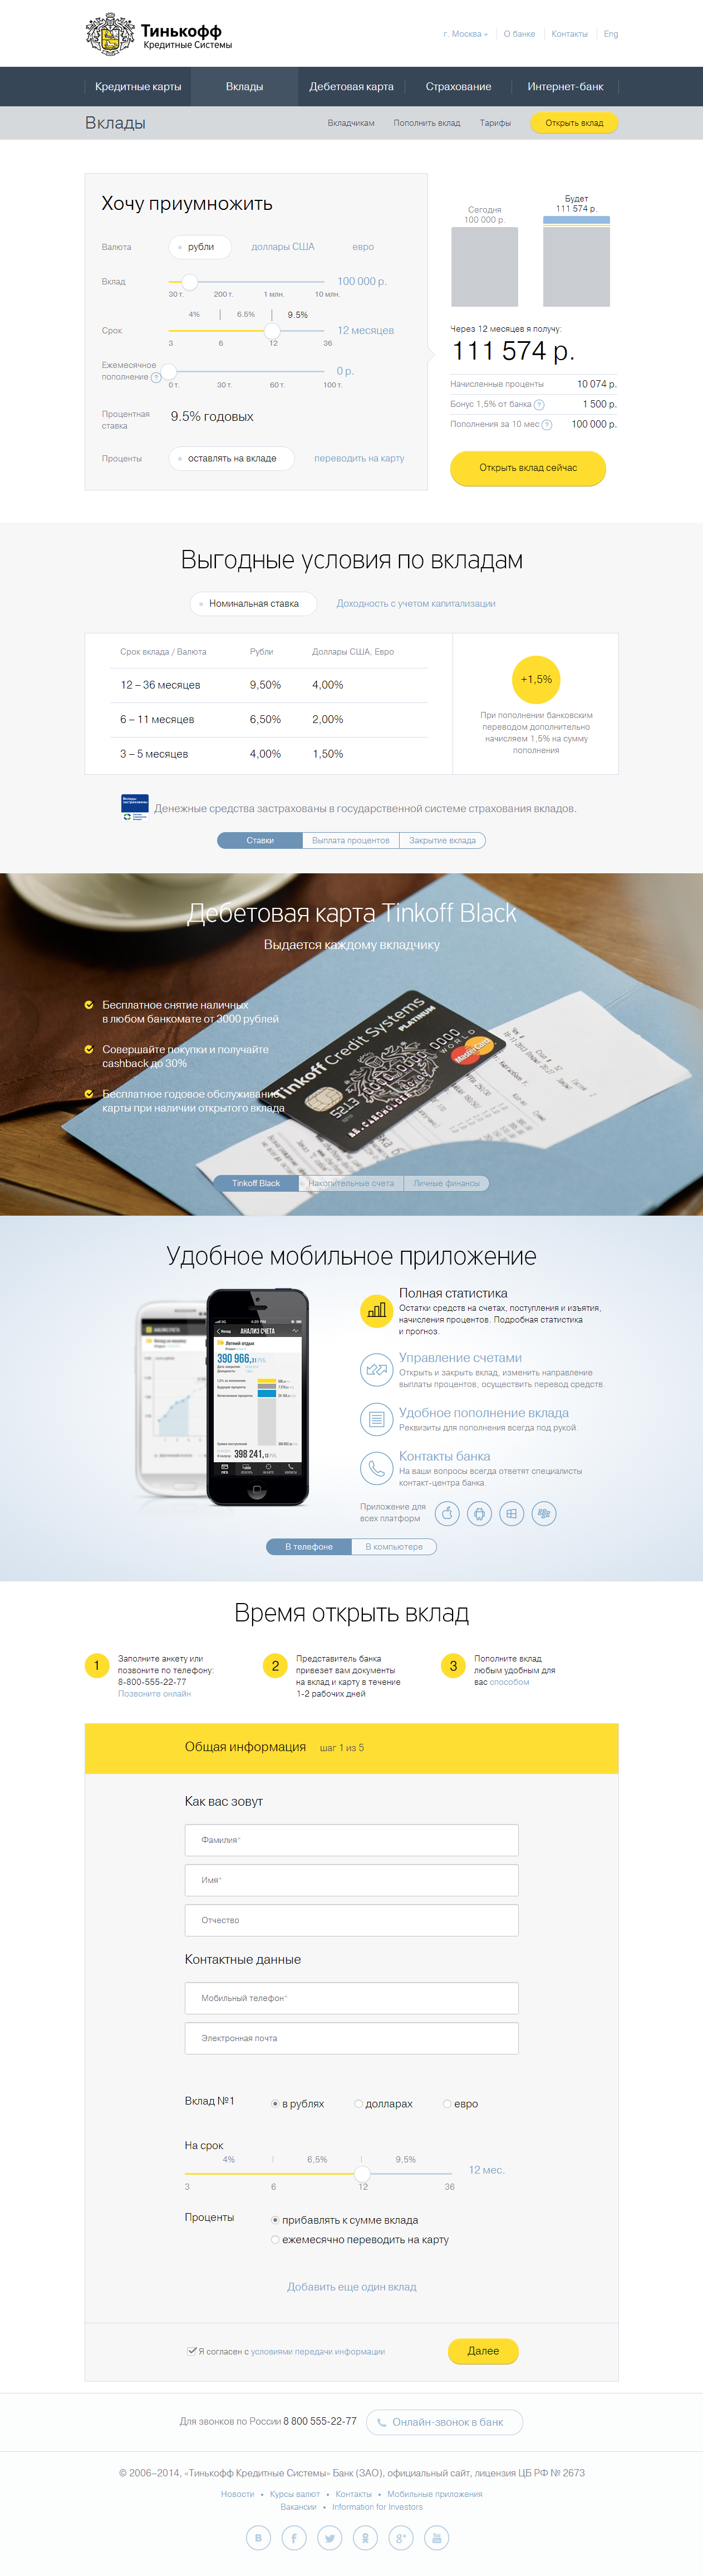 Тинькофф
Кредитные Системы
г. Москва
О банке
Контакты
Eng
Кредитные карты
Вклады
Дебетовая карта
Страхование
Интернет-банк
Вклады
Вкладчикам
Пополнить вклад
Тарифы
Открыть вклад
Хочу приумножить
Валюта
рубли
доллары США
евро
Вклад
100 000 р.
30 т. 200 т. 1 млн. 10 млн.
4% | 6.5% | 9.5%
Срок
12 месяцев
3 6 12 36
Ежемесячное
пополнение ?
0 р.
0 т. 30 т. 60 т. 100 т.
Процентная
ставка
9.5% годовых
Проценты
оставлять на вкладе
переводить на карту
Сегодня
100 000 р.
Будет
111 574 р.
Через 12 месяцев я получу:
111 574 р.
Начисленные проценты 10 074 р.
Бонус 1,5% от банка ? 1 500 р.
Пополнения за 10 мес ? 100 000 р.
Открыть вклад сейчас
Выгодные условия по вкладам
Номинальная ставка
Доходность с учетом капитализации
Срок вклада / Валюта Рубли Доллары США, Евро
12 – 36 месяцев 9,50% 4,00%
6 – 11 месяцев 6,50% 2,00%
3 – 5 месяцев 4,00% 1,50%
+1,5%
При пополнении банковским
переводом дополнительно
начисляем 1,5% на сумму
пополнения
Вклады
застрахованы
Денежные средства застрахованы в государственной системе страхования вкладов.
Ставки
Выплата процентов
Закрытие вклада
Дебетовая карта Tinkoff Black
Выдается каждому вкладчику
Бесплатное снятие наличных
в любом банкомате от 3000 рублей
Совершайте покупки и получайте
cashback до 30%
Бесплатное годовое обслуживание
карты при наличии открытого вклада
Tinkoff Credit Systems
PLATINUM
WORLD
MasterCard
5213
Tinkoff Black
Накопительные счета
Личные финансы
Удобное мобильное приложение
АНАЛИЗ СЧЕТА
Летний отдых
390 966,
398 241,
Полная статистика
Остатки средств на счетах, поступления и изъятия,
начисления процентов. Подробная статистика
и прогноз.
Управление счетами
Открыть и закрыть вклад, изменить направление
выплаты процентов, осуществить перевод средств.
Удобное пополнение вклада
Реквизиты для пополнения всегда под рукой.
Контакты банка
На ваши вопросы всегда ответят специалисты
контакт-центра банка.
Приложение для
всех платформ
В телефоне
В компьютере
Время открыть вклад
1
Заполните анкету или
позвоните по телефону:
8-800-555-22-77
Позвоните онлайн
2
Представитель банка
привезет вам документы
на вклад и карту в течение
1-2 рабочих дней
3
Пополните вклад
любым удобным для
вас способом
Общая информация шаг 1 из 5
Как вас зовут
Фамилия*
Имя*
Отчество
Контактные данные
Мобильный телефон*
Электронная почта
Вклад №1 в рублях долларах евро
На срок
4% | 6,5% | 9,5%
12 мес.
3 6 12 36
Проценты прибавлять к сумме вклада
ежемесячно переводить на карту
Добавить еще один вклад
Я согласен с условиями передачи информации
Далее
Для звонков по России 8 800 555-22-77
Онлайн-звонок в банк
© 2006–2014, «Тинькофф Кредитные Системы» Банк (ЗАО), официальный сайт, лицензия ЦБ РФ № 2673
Новости • Курсы валют • Контакты • Мобильные приложения
Вакансии • Information for Investors